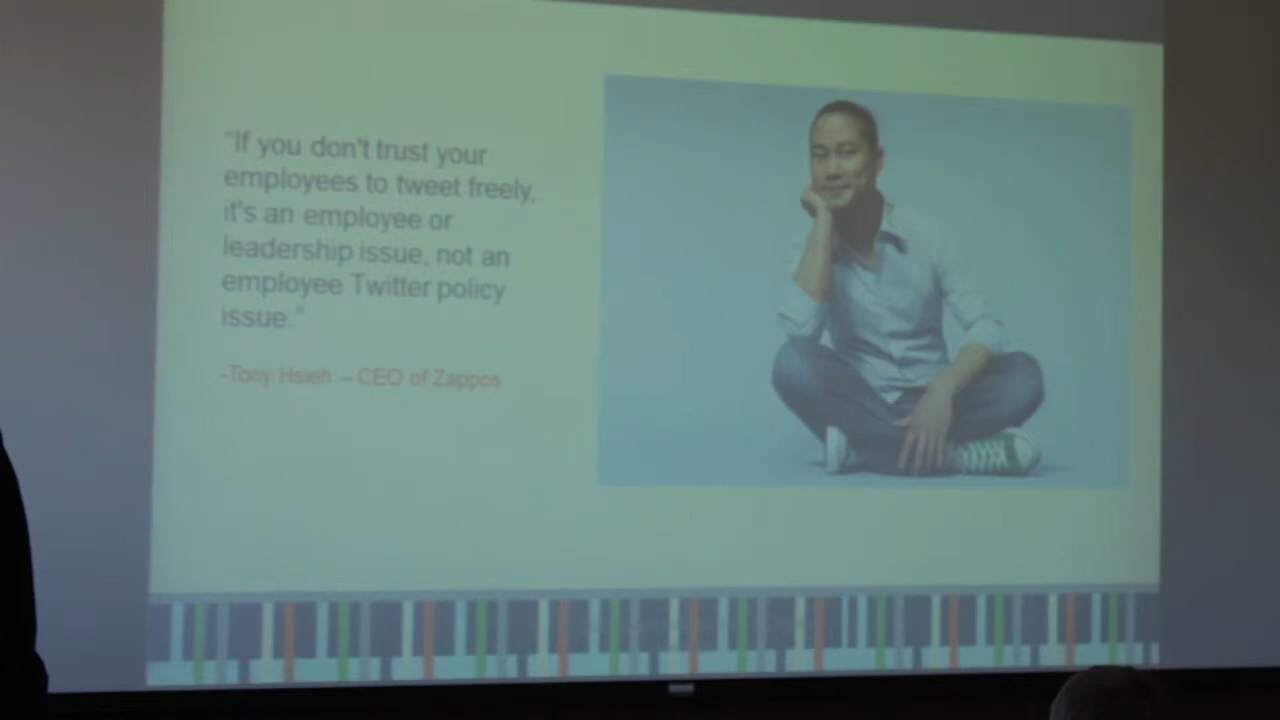 "If you don't trust your
employees to tweet freely,
it's an employee or
leadership issue, not an
employee Twitter policy
issue."
-Tony Hsieh – CEO of Zappos